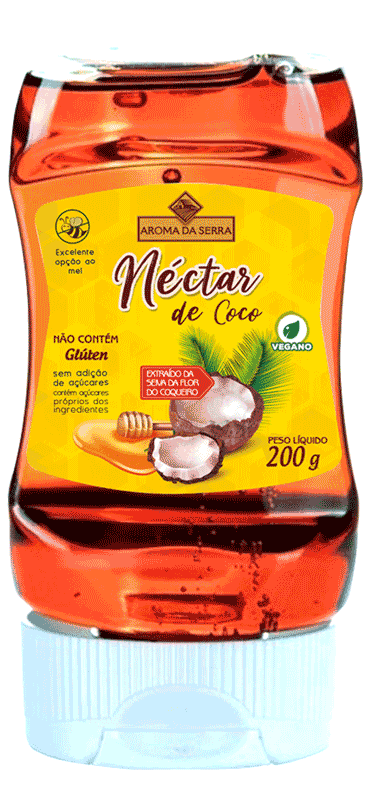 AROMA DA SERRA
Excelente
opção ao
mel
Néctar
de Coco
NÃO CONTÉM
Glúten
sem adição
de açúcares
contém açúcares
próprios dos
ingredientes
EXTRAÍDO DA
SEIVA DA FLOR
DO COQUEIRO
VEGANO
PESO LÍQUIDO
200 g